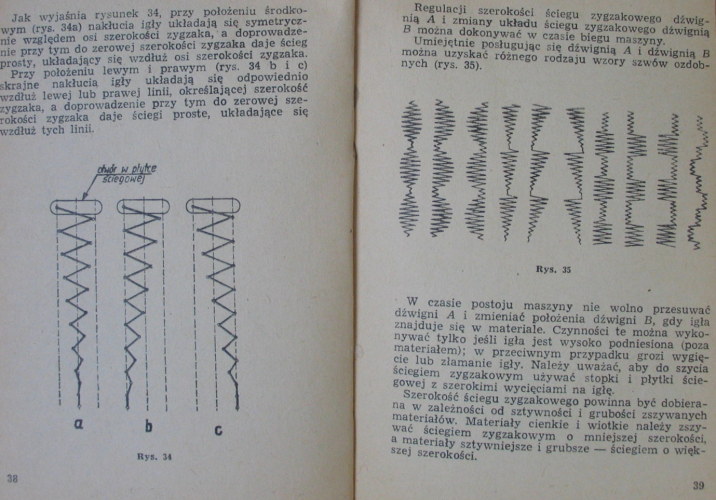 Jak wyjaśnia rysunek 34, przy położeniu środko-
wym (rys. 34a) nakłucia igły układają się symetrycz-
nie względem osi szerokości zygzaka, a doprowadze-
nie przy tym do zerowej szerokości zygzaka daje ścieg
prosty, układający się wzdłuż osi szerokości zygzaka.
Przy położeniu lewym i prawym (rys. 34 b i c)
skrajne nakłucia igły układają się odpowiednio
wzdłuż lewej lub prawej linii, określającej szerokość
zygzaka, a doprowadzenie przy tym do zerowej sze-
rokości zygzaka daje ściegi proste, układające się
wzdłuż tych linii.
otwór w płytce
ściegowej
a
b
c
Rys. 34
38
Regulacji szerokości ściegu zygzakowego dźwig-
nią A i zmiany układu ściegu zygzakowego dźwignią
B można dokonywać w czasie biegu maszyny.
Umiejętnie posługując się dźwignią A i dźwignią B
można uzyskać różnego rodzaju wzory szwów ozdob-
nych (rys. 35).
Rys. 35
W czasie postoju maszyny nie wolno przesuwać
dźwigni A i zmieniać położenia dźwigni B, gdy igła
znajduje się w materiale. Czynności te można wyko-
nywać tylko jeśli igła jest wysoko podniesiona (poza
materiałem); w przeciwnym przypadku grozi wygię-
cie lub złamanie igły. Należy uważać, aby do szycia
ściegiem zygzakowym używać stopki i płytki ście-
gowej z szerokimi wycięciami na igłę.
Szerokość ściegu zygzakowego powinna być dobiera-
na w zależności od sztywności i grubości zszywanych
materiałów. Materiały cienkie i wiotkie należy zszy-
wać ściegiem zygzakowym o mniejszej szerokości,
a materiały sztywniejsze i grubsze — ściegiem o więk-
szej szerokości.
39